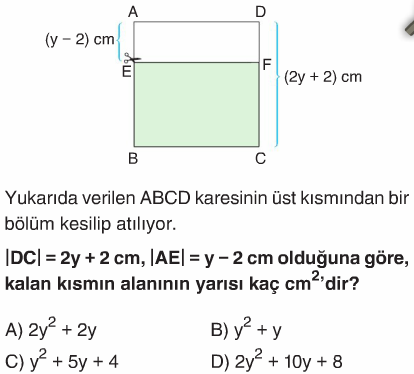 A D
(y – 2) cm
E F
(2y + 2) cm
B C
Yukarıda verilen ABCD karesinin üst kısmından bir
bölüm kesilip atılıyor.
|DC| = 2y + 2 cm, |AE| = y – 2 cm olduğuna göre,
kalan kısmın alanının yarısı kaç cm²'dir?
A) 2y² + 2y B) y² + y
C) y² + 5y + 4 D) 2y² + 10y + 8